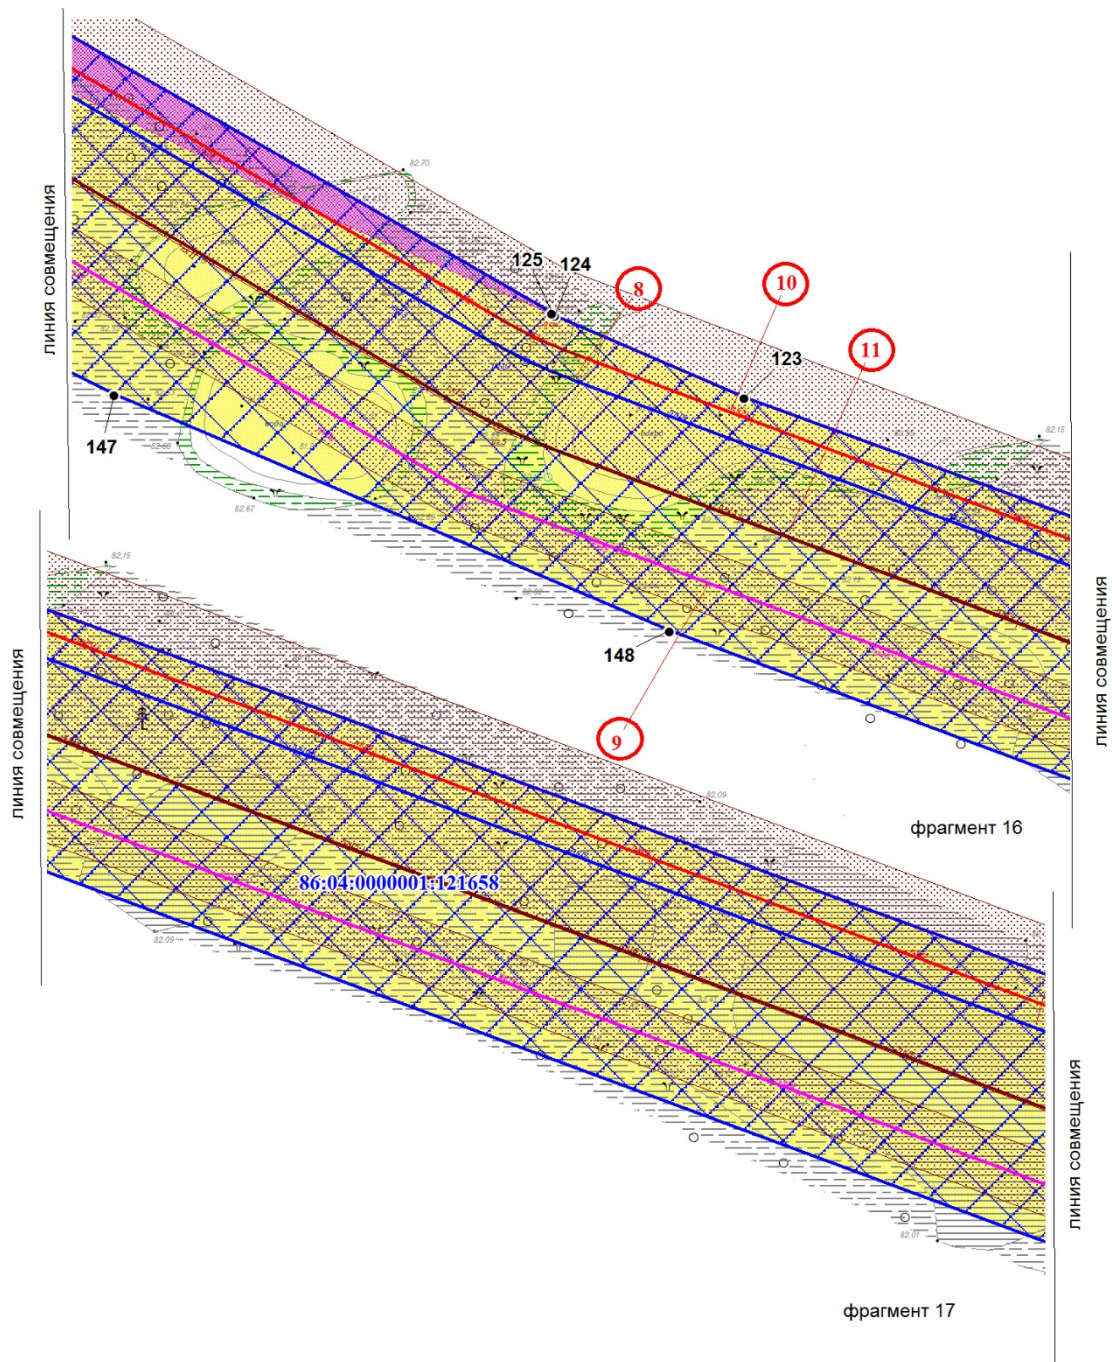 82.70
125
124
8
10
123
11
линия совмещения
147
82.15
82.67
82.15
линия совмещения
148
9
82.09
фрагмент 16
линия совмещения
86:04:0000001:121658
82.09
82.01
линия совмещения
фрагмент 17